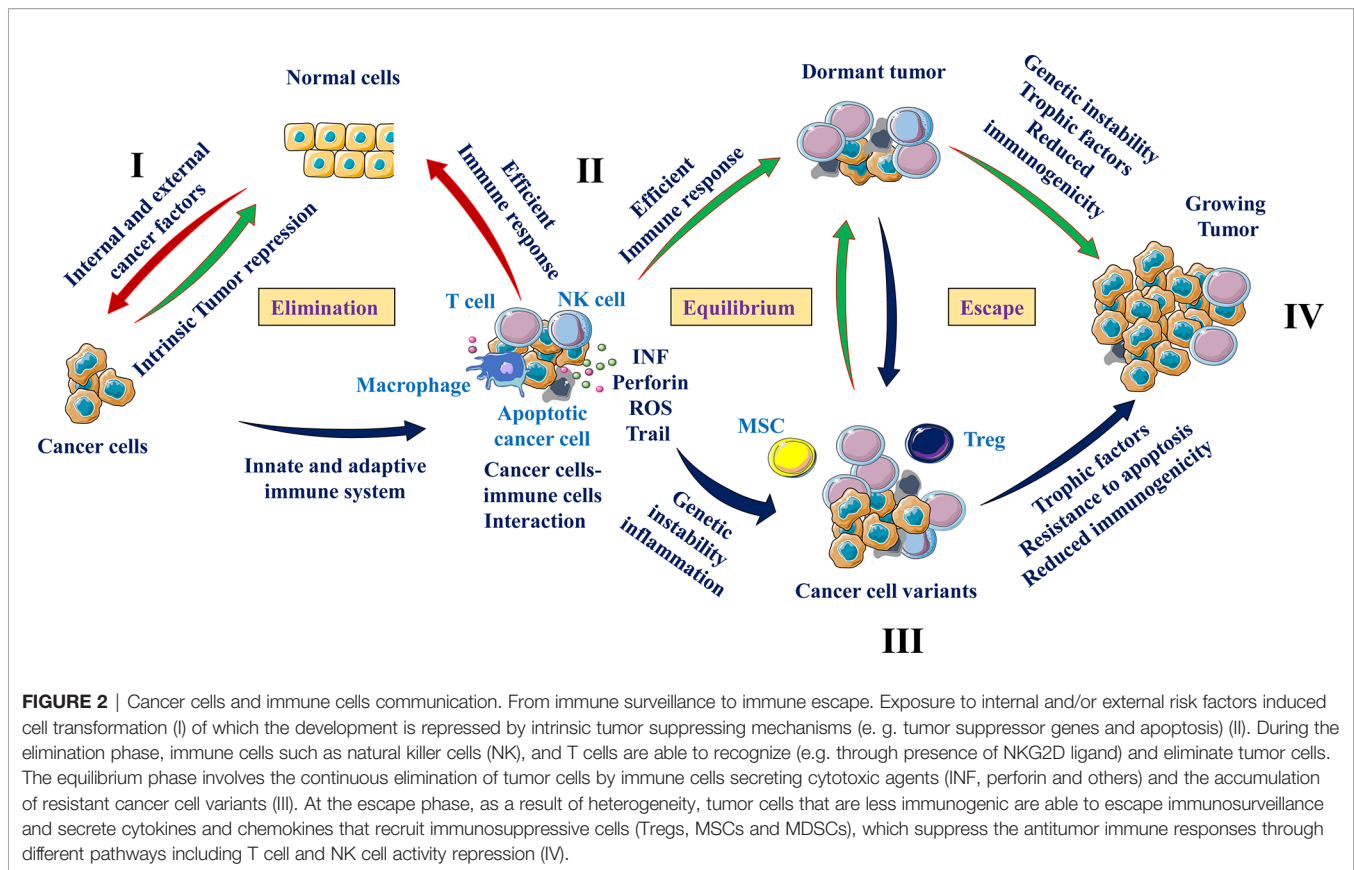 Normal cells
I
Internal and external
cancer factors
Intrinsic Tumor repression
Elimination
Cancer cells
Innate and adaptive
immune system
Efficient
Immune response
II
T cell
NK cell
Macrophage
Apoptotic
cancer cell
Cancer cells-
immune cells
Interaction
INF
Perforin
ROS
Trail
Efficient
Immune response
Equilibrium
Genetic
instability
inflammation
Dormant tumor
MSC
Treg
Cancer cell variants
III
Escape
Genetic instability
Trophic factors
Reduced
immunogenicity
Growing
Tumor
IV
Trophic factors
Resistance to apoptosis
Reduced immunogenicity
FIGURE 2 | Cancer cells and immune cells communication. From immune surveillance to immune escape. Exposure to internal and/or external risk factors induced
cell transformation (I) of which the development is repressed by intrinsic tumor suppressing mechanisms (e. g. tumor suppressor genes and apoptosis) (II). During the
elimination phase, immune cells such as natural killer cells (NK), and T cells are able to recognize (e.g. through presence of NKG2D ligand) and eliminate tumor cells.
The equilibrium phase involves the continuous elimination of tumor cells by immune cells secreting cytotoxic agents (INF, perforin and others) and the accumulation
of resistant cancer cell variants (III). At the escape phase, as a result of heterogeneity, tumor cells that are less immunogenic are able to escape immunosurveillance
and secrete cytokines and chemokines that recruit immunosuppressive cells (Tregs, MSCs and MDSCs), which suppress the antitumor immune responses through
different pathways including T cell and NK cell activity repression (IV).